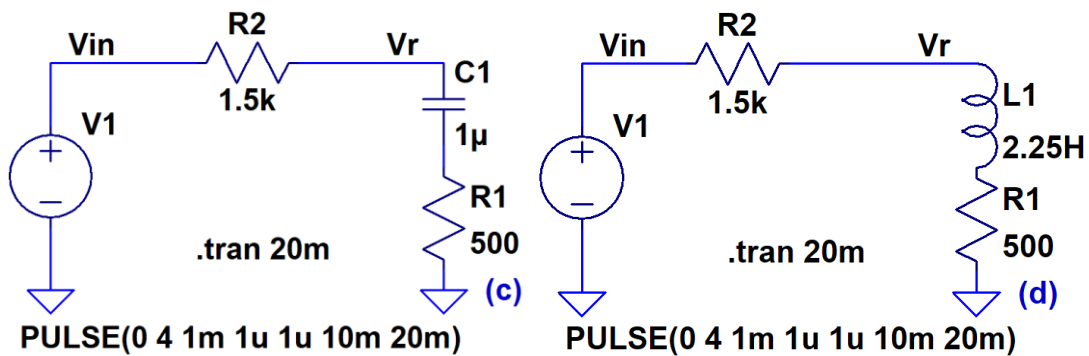 Vin
R2
Vr
C1
1.5k
1µ
V1
R1
500
.tran 20m
(c)
PULSE(0 4 1m 1u 1u 10m 20m)
Vin
R2
Vr
L1
1.5k
2.25H
V1
R1
500
.tran 20m
(d)
PULSE(0 4 1m 1u 1u 10m 20m)